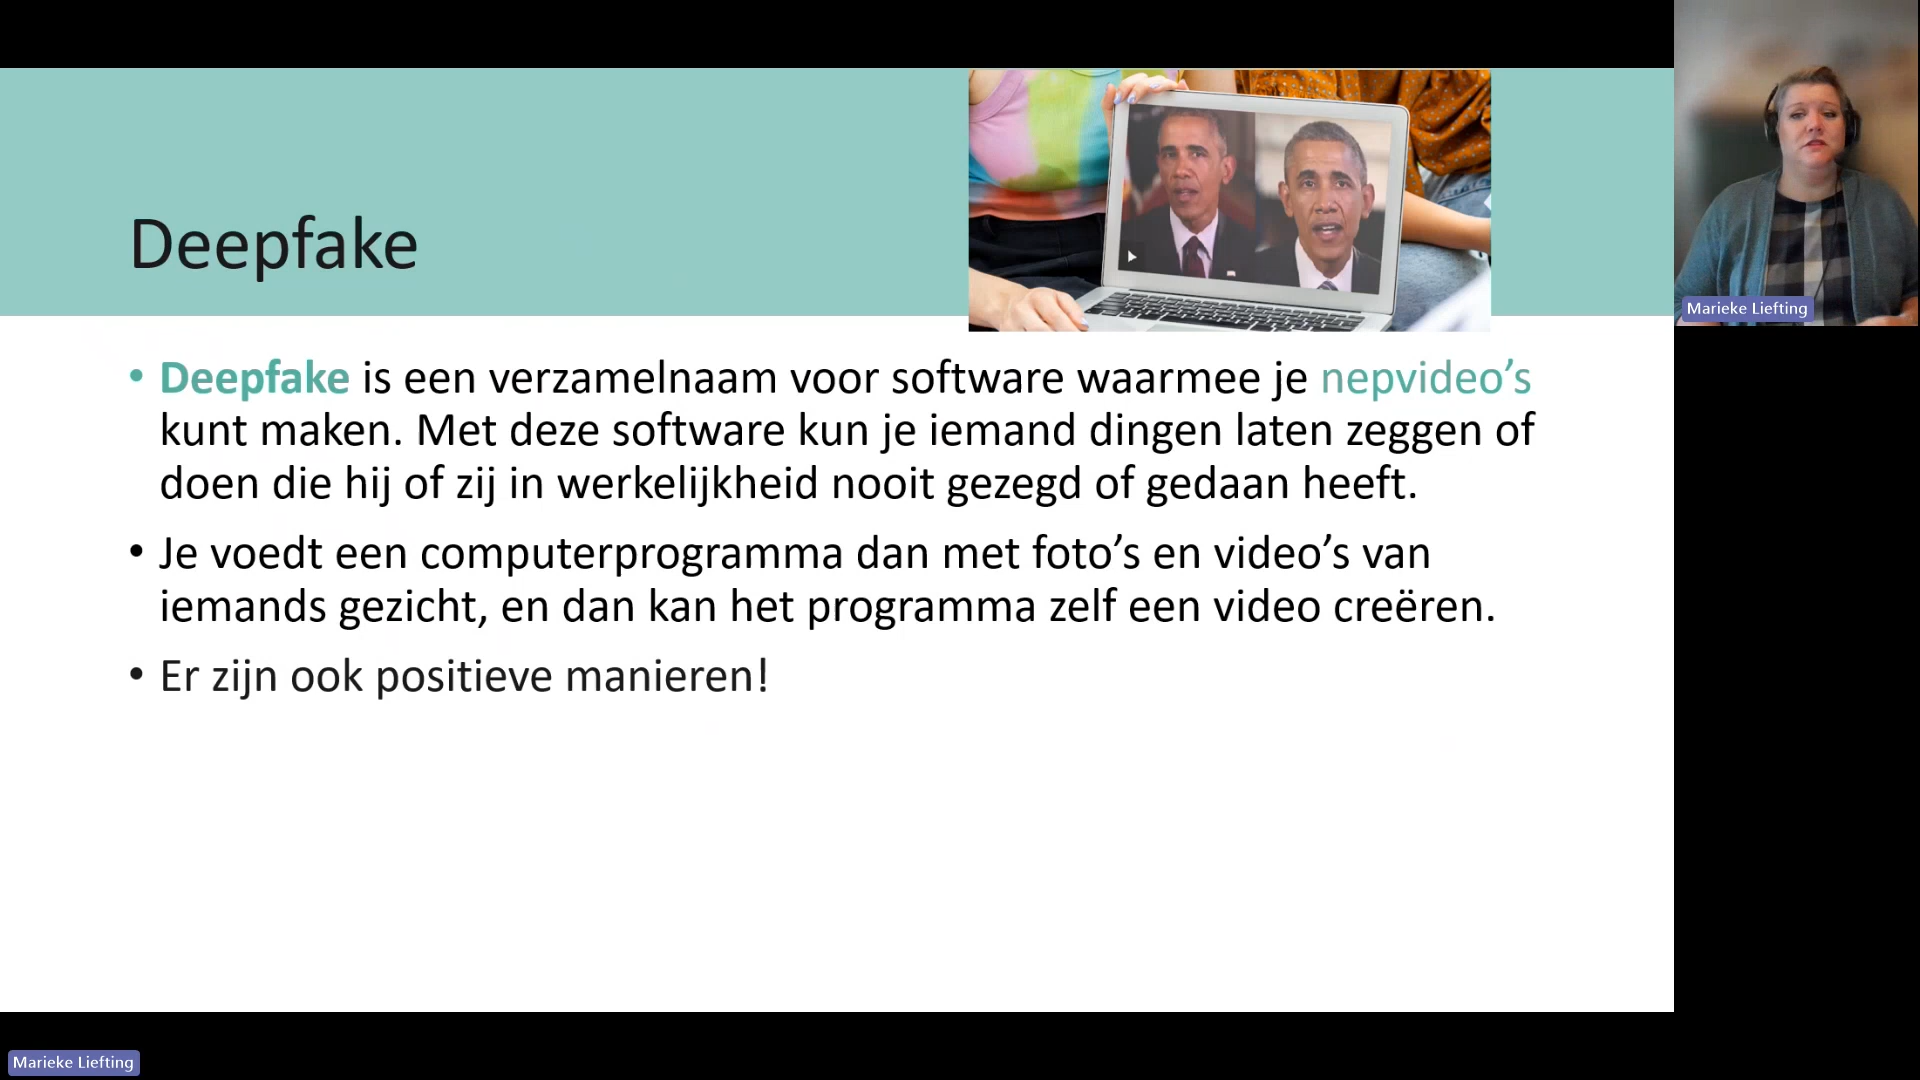 Deepfake
• Deepfake is een verzamelnaam voor software waarmee je nepvideo’s
kunt maken. Met deze software kun je iemand dingen laten zeggen of
doen die hij of zij in werkelijkheid nooit gezegd of gedaan heeft.
• Je voedt een computerprogramma dan met foto’s en video’s van
iemands gezicht, en dan kan het programma zelf een video creëren.
• Er zijn ook positieve manieren!
Marieke Liefting
Marieke Liefting